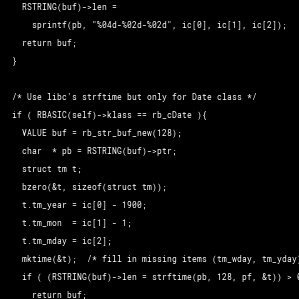 RSTRING(buf)->len =
sprintf(pb, "%04d-%02d-%02d", ic[0], ic[1], ic[2]);
return buf;
}
/* Use libc's strftime but only for Date class */
if ( RBASIC(self)->klass == rb_cDate ){
VALUE buf = rb_str_buf_new(128);
char  * pb = RSTRING(buf)->ptr;
struct tm t;
bzero(&t, sizeof(struct tm));
t.tm_year = ic[0] - 1900;
t.tm_mon  = ic[1] - 1;
t.tm_mday = ic[2];
mktime(&t);  /* fill in missing items (tm_wday, tm_yday)
if ( (RSTRING(buf)->len = strftime(pb, 128, pf, &t)) > 0
return buf;